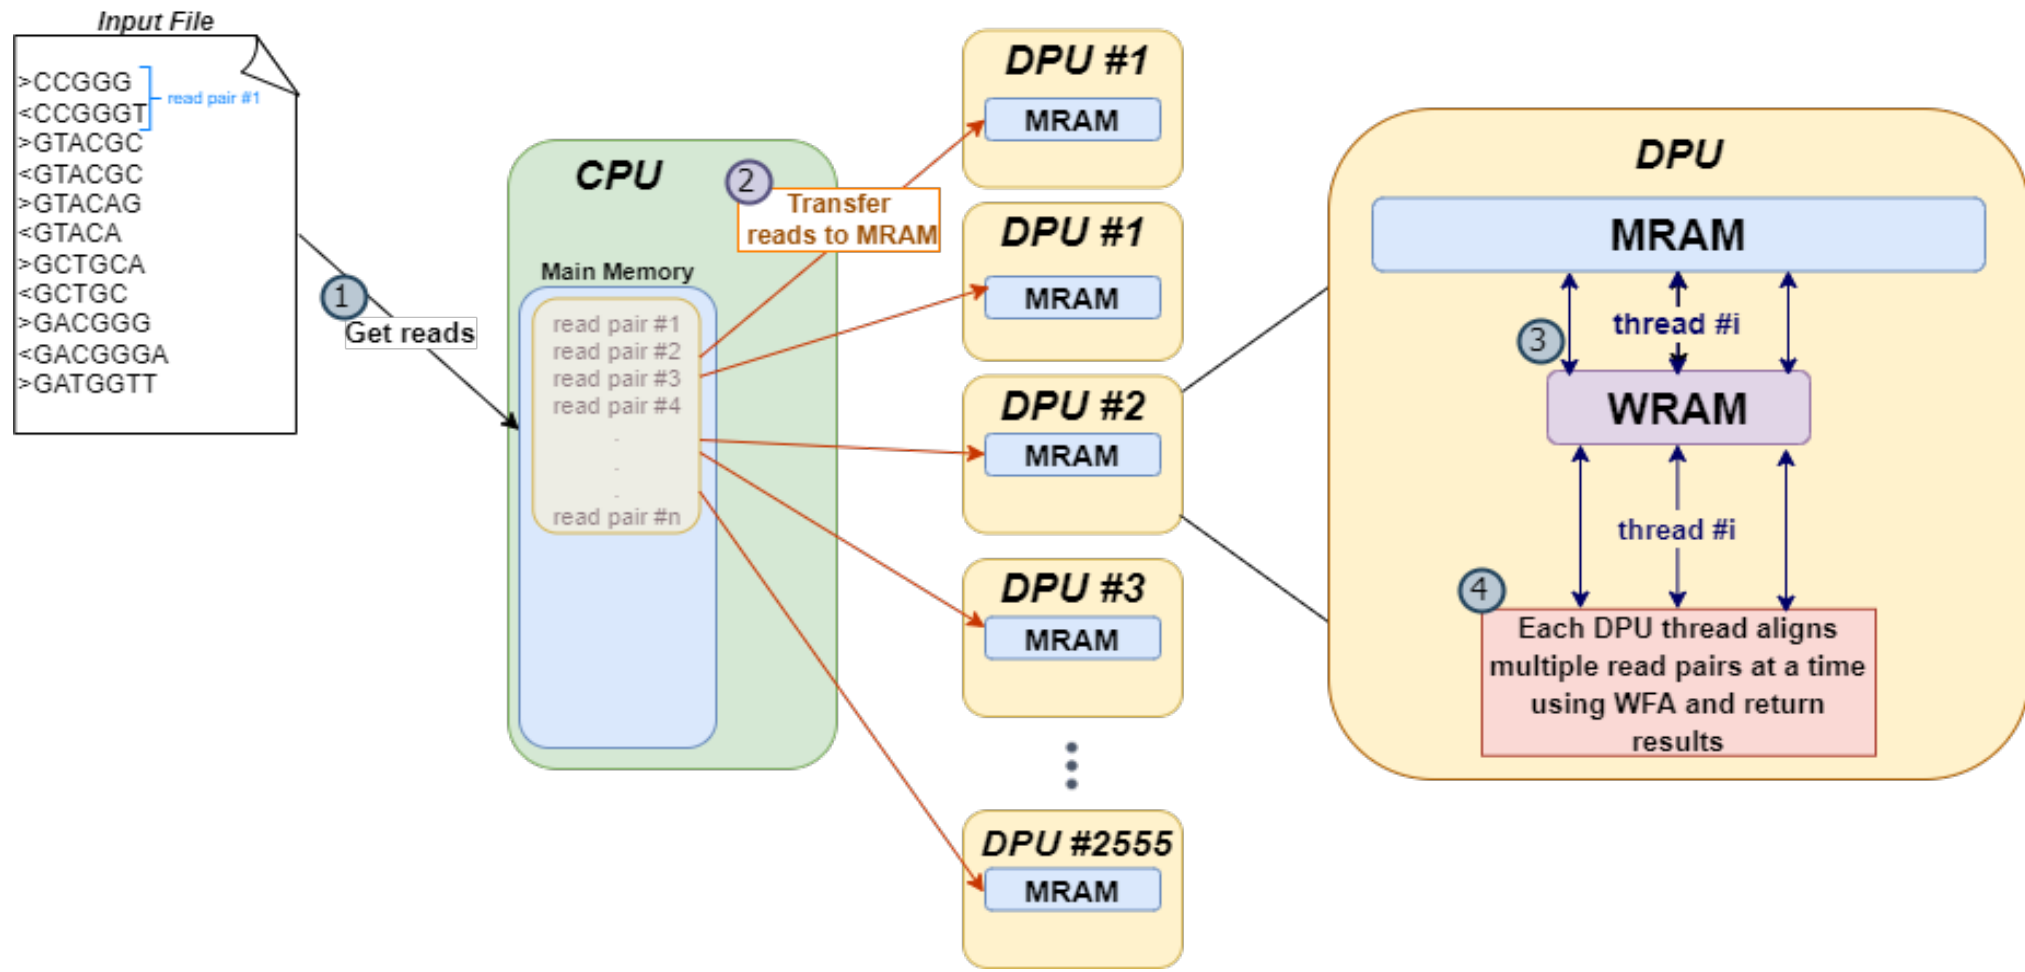 Input File
>CCGGG
<CCGGGT
read pair #1
>GTACGC
<GTACGC
>GTACAG
<GTACA
>GCTGCA
<GCTGC
>GACGGG
<GACGGGA
>GATGGTT
1
Get reads
CPU
Main Memory
read pair #1
read pair #2
read pair #3
read pair #4
.
.
.
read pair #n
2
Transfer
reads to MRAM
DPU #1
MRAM
DPU #1
MRAM
DPU #2
MRAM
DPU #3
MRAM
DPU #2555
MRAM
DPU
MRAM
3
thread #i
WRAM
thread #i
4
Each DPU thread aligns
multiple read pairs at a time
using WFA and return
results